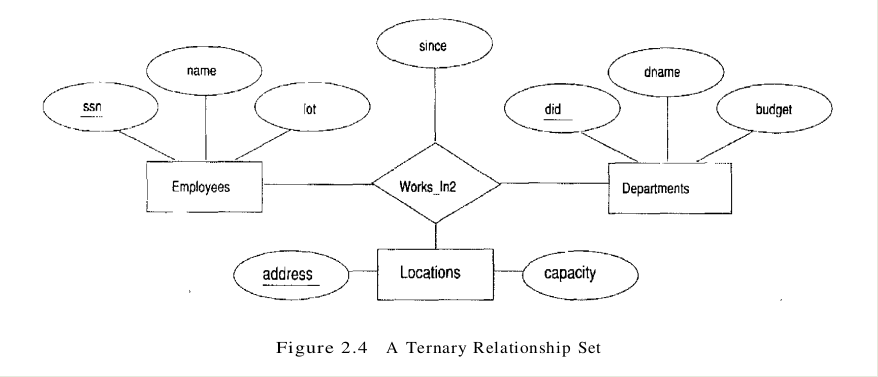 since
name
dname
ssn
lot
did
budget
Employees
Works_In2
Departments
address
Locations
capacity
Figure 2.4 A Ternary Relationship Set